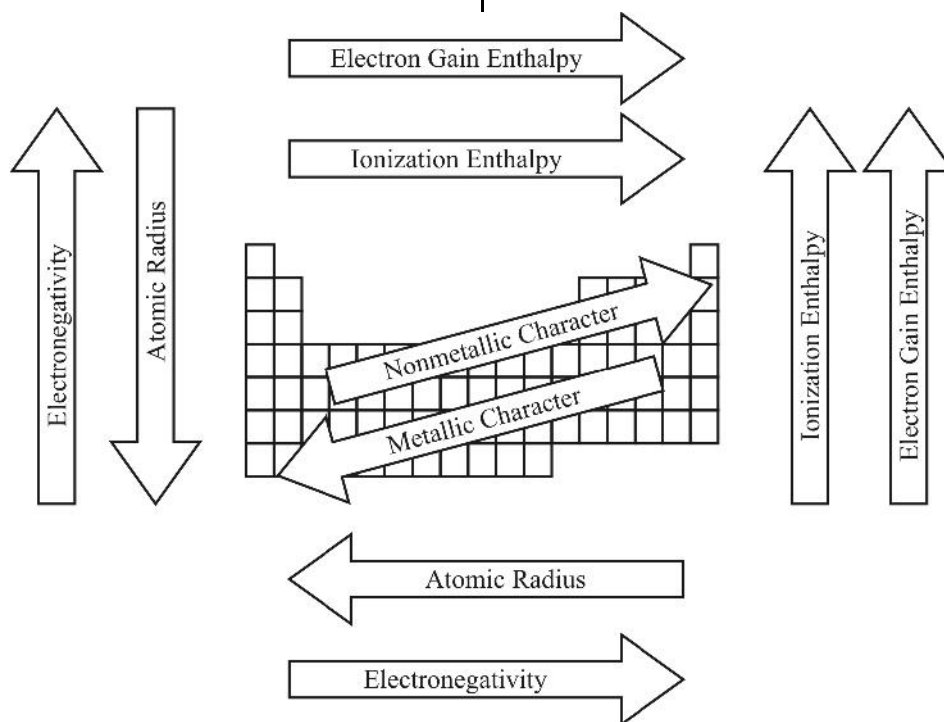 Electron Gain Enthalpy
Ionization Enthalpy
Electronegativity
Atomic Radius
Nonmetallic Character
Metallic Character
Ionization Enthalpy
Electron Gain Enthalpy
Atomic Radius
Electronegativity